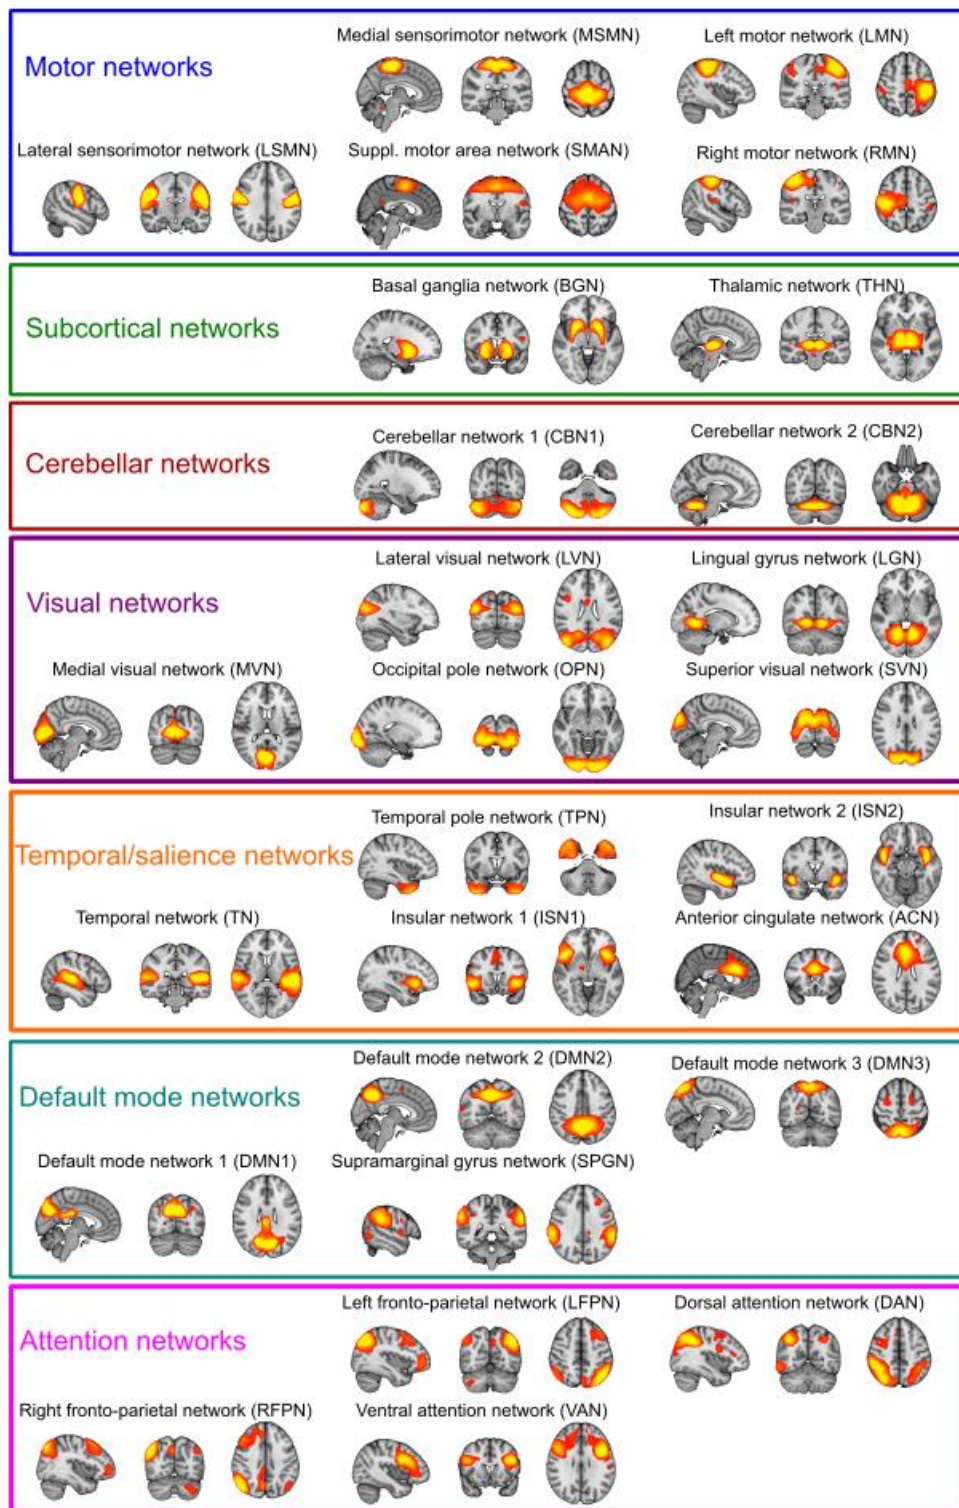 Motor networks
Medial sensorimotor network (MSMN)
Left motor network (LMN)
Lateral sensorimotor network (LSMN)
Suppl. motor area network (SMAN)
Right motor network (RMN)
Subcortical networks
Basal ganglia network (BGN)
Thalamic network (THN)
Cerebellar networks
Cerebellar network 1 (CBN1)
Cerebellar network 2 (CBN2)
Visual networks
Lateral visual network (LVN)
Lingual gyrus network (LGN)
Medial visual network (MVN)
Occipital pole network (OPN)
Superior visual network (SVN)
Temporal/salience networks
Temporal pole network (TPN)
Insular network 2 (ISN2)
Temporal network (TN)
Insular network 1 (ISN1)
Anterior cingulate network (ACN)
Default mode networks
Default mode network 2 (DMN2)
Default mode network 3 (DMN3)
Default mode network 1 (DMN1)
Supramarginal gyrus network (SPGN)
Attention networks
Left fronto-parietal network (LFPN)
Dorsal attention network (DAN)
Right fronto-parietal network (RFPN)
Ventral attention network (VAN)